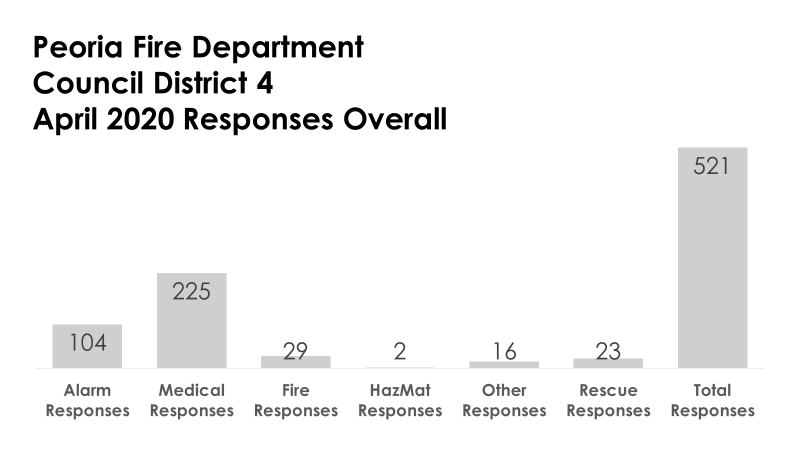 Peoria Fire Department
Council District 4
April 2020 Responses Overall
521
225
104
29
2
16
23
Alarm Responses
Medical Responses
Fire Responses
HazMat Responses
Other Responses
Rescue Responses
Total Responses